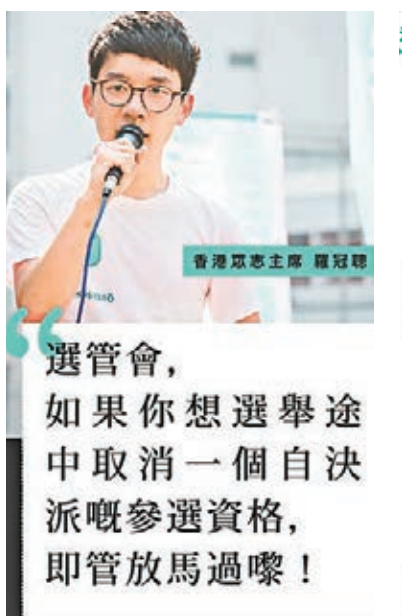 香港眾志主席 羅冠聰
選管會，
如果你想選舉途
中取消一個自決
派嘅參選資格，
即管放馬過嚟！